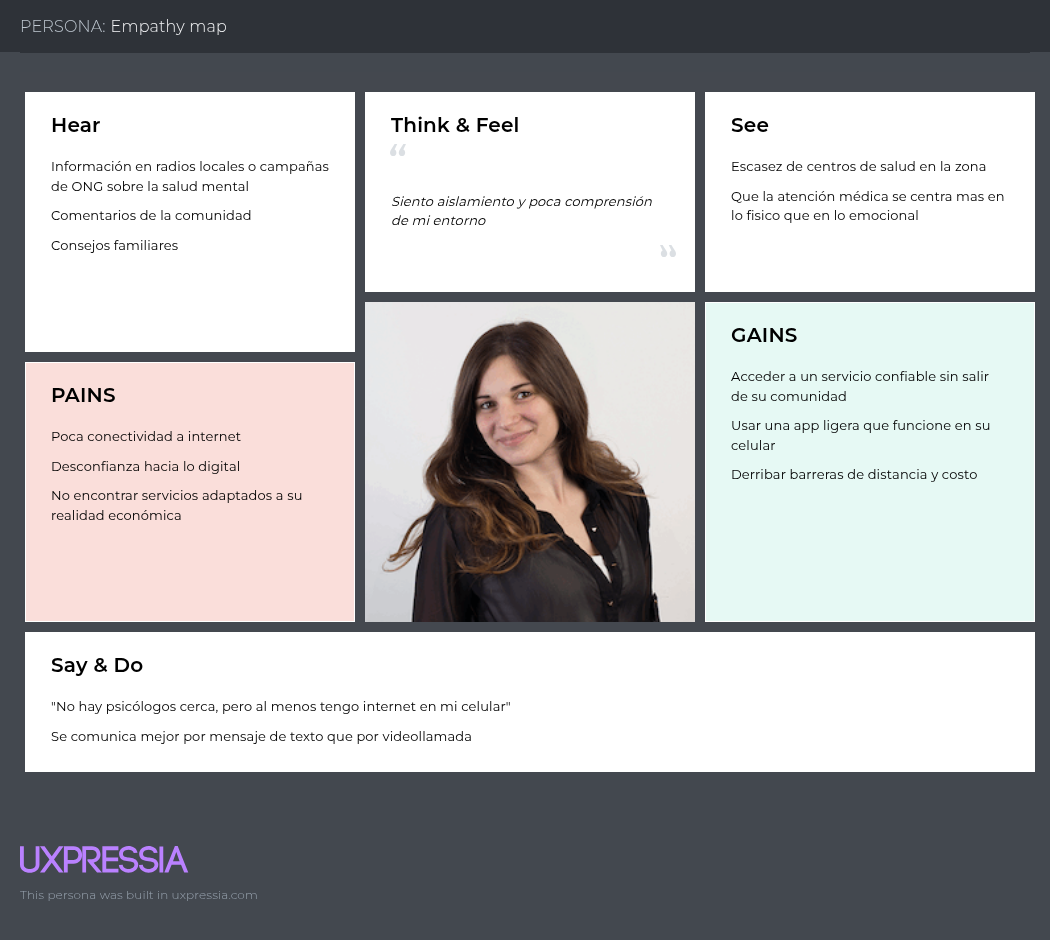 PERSONA: Empathy map
Hear
Información en radios locales o campañas
de ONG sobre la salud mental
Comentarios de la comunidad
Consejos familiares
Think & Feel
“
Siento aislamiento y poca comprensión
de mi entorno
”
See
Escasez de centros de salud en la zona
Que la atención médica se centra mas en
lo fisico que en lo emocional
PAINS
Poca conectividad a internet
Desconfianza hacia lo digital
No encontrar servicios adaptados a su
realidad económica
GAINS
Acceder a un servicio confiable sin salir
de su comunidad
Usar una app ligera que funcione en su
celular
Derribar barreras de distancia y costo
Say & Do
"No hay psicólogos cerca, pero al menos tengo internet en mi celular"
Se comunica mejor por mensaje de texto que por videollamada
UXPRESSIA
This persona was built in uxpressia.com